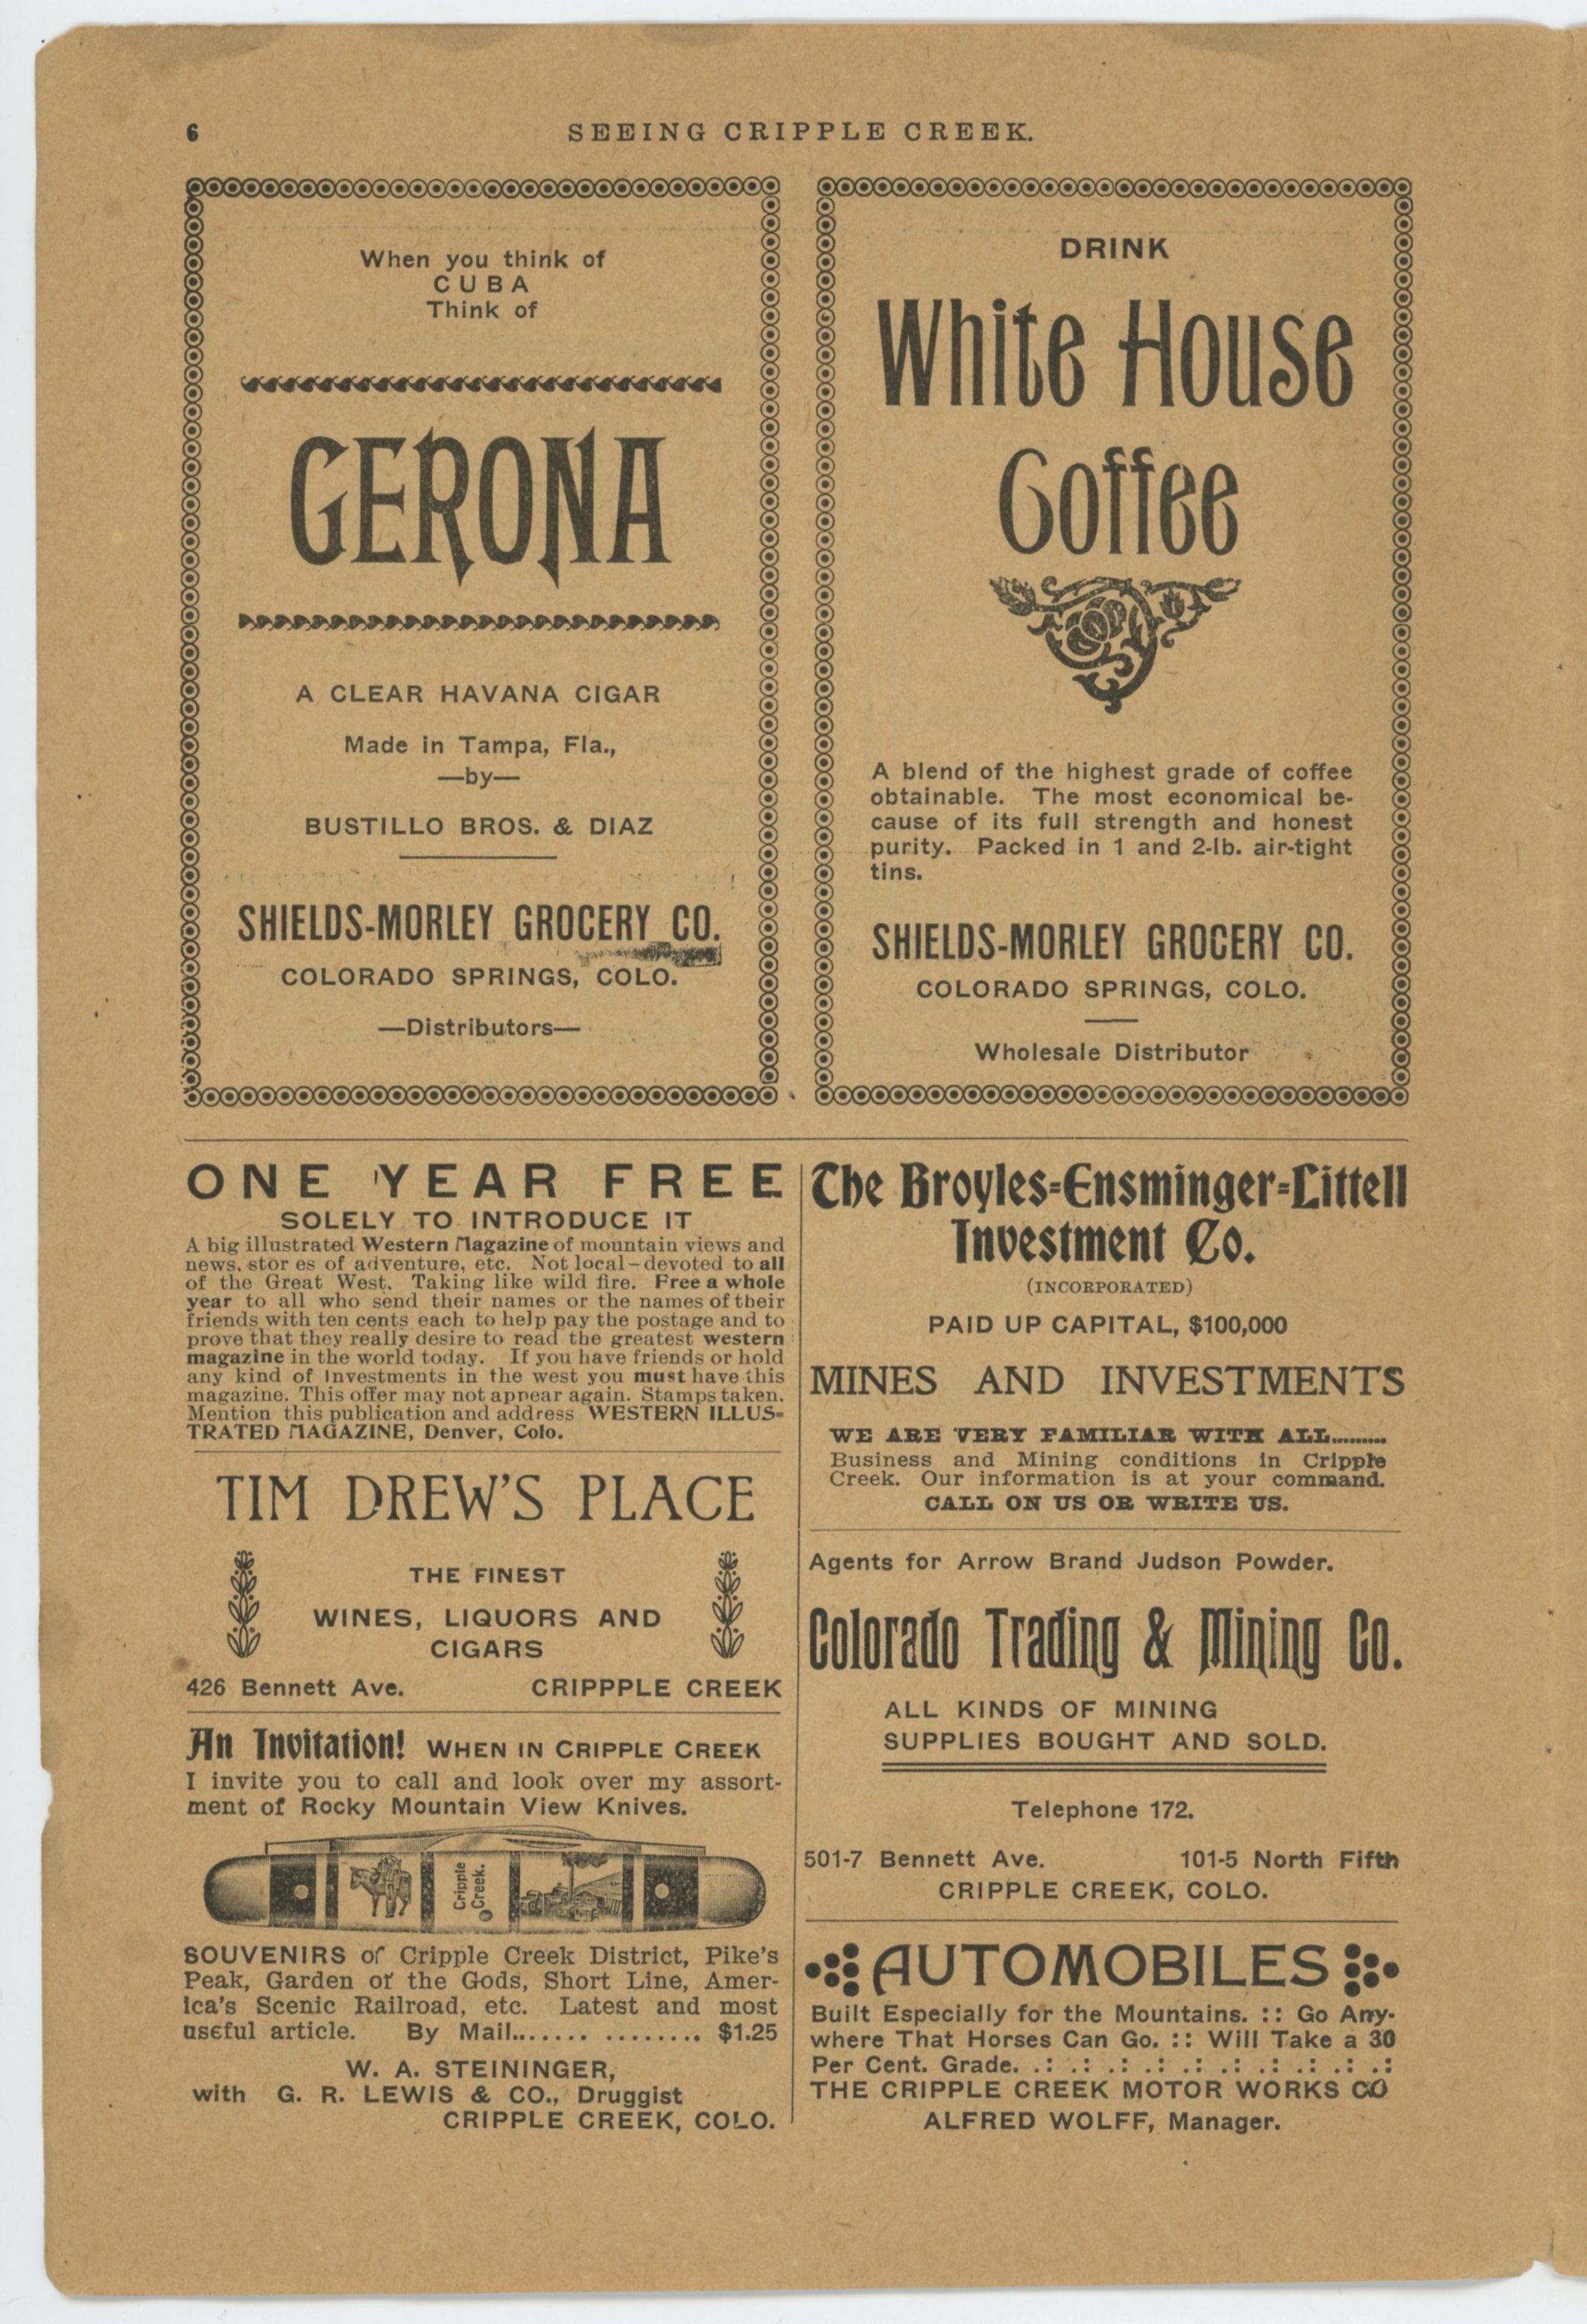 6
SEEING CRIPPLE CREEK.
When you think of
CUBA
Think of
GERONA
A CLEAR HAVANA CIGAR
Made in Tampa, Fla.,
—by—
BUSTILLO BROS. & DIAZ
SHIELDS-MORLEY GROCERY CO.
COLORADO SPRINGS, COLO.
—Distributors—
DRINK
White House
Coffee
A blend of the highest grade of coffee
obtainable. The most economical be-
cause of its full strength and honest
purity. Packed in 1 and 2-lb. air-tight
tins.
SHIELDS-MORLEY GROCERY CO.
COLORADO SPRINGS, COLO.
Wholesale Distributor
ONE YEAR FREE
SOLELY TO INTRODUCE IT
A big illustrated Western Magazine of mountain views and
news, stor es of adventure, etc. Not local—devoted to all
of the Great West. Taking like wild fire. Free a whole
year to all who send their names or the names of their
friends with ten cents each to help pay the postage and to
prove that they really desire to read the greatest western
magazine in the world today. If you have friends or hold
any kind of Investments in the west you must have this
magazine. This offer may not appear again. Stamps taken.
Mention this publication and address WESTERN ILLUS-
TRATED MAGAZINE, Denver, Colo.
TIM DREW'S PLACE
THE FINEST
WINES, LIQUORS AND
CIGARS
426 Bennett Ave. CRIPPPLE CREEK
An Invitation! WHEN IN CRIPPLE CREEK
I invite you to call and look over my assort-
ment of Rocky Mountain View Knives.
Cripple
Creek.
SOUVENIRS of Cripple Creek District, Pike's
Peak, Garden of the Gods, Short Line, Amer-
ica's Scenic Railroad, etc. Latest and most
useful article. By Mail......... ......... $1.25
W. A. STEININGER,
with G. R. LEWIS & CO., Druggist
CRIPPLE CREEK, COLO.
The Broyles=Ensminger=Littell
Investment Co.
(INCORPORATED)
PAID UP CAPITAL, $100,000
MINES AND INVESTMENTS
WE ARE VERY FAMILIAR WITH ALL.........
Business and Mining conditions in Cripple
Creek. Our information is at your command.
CALL ON US OR WRITE US.
Agents for Arrow Brand Judson Powder.
Colorado Trading & Mining Co.
ALL KINDS OF MINING
SUPPLIES BOUGHT AND SOLD.
Telephone 172.
501-7 Bennett Ave. 101-5 North Fifth
CRIPPLE CREEK, COLO.
AUTOMOBILES
Built Especially for the Mountains. :: Go Any-
where That Horses Can Go. :: Will Take a 30
Per Cent. Grade. .: .: .: .: .: .: .: .: .: .:
THE CRIPPLE CREEK MOTOR WORKS CO
ALFRED WOLFF, Manager.